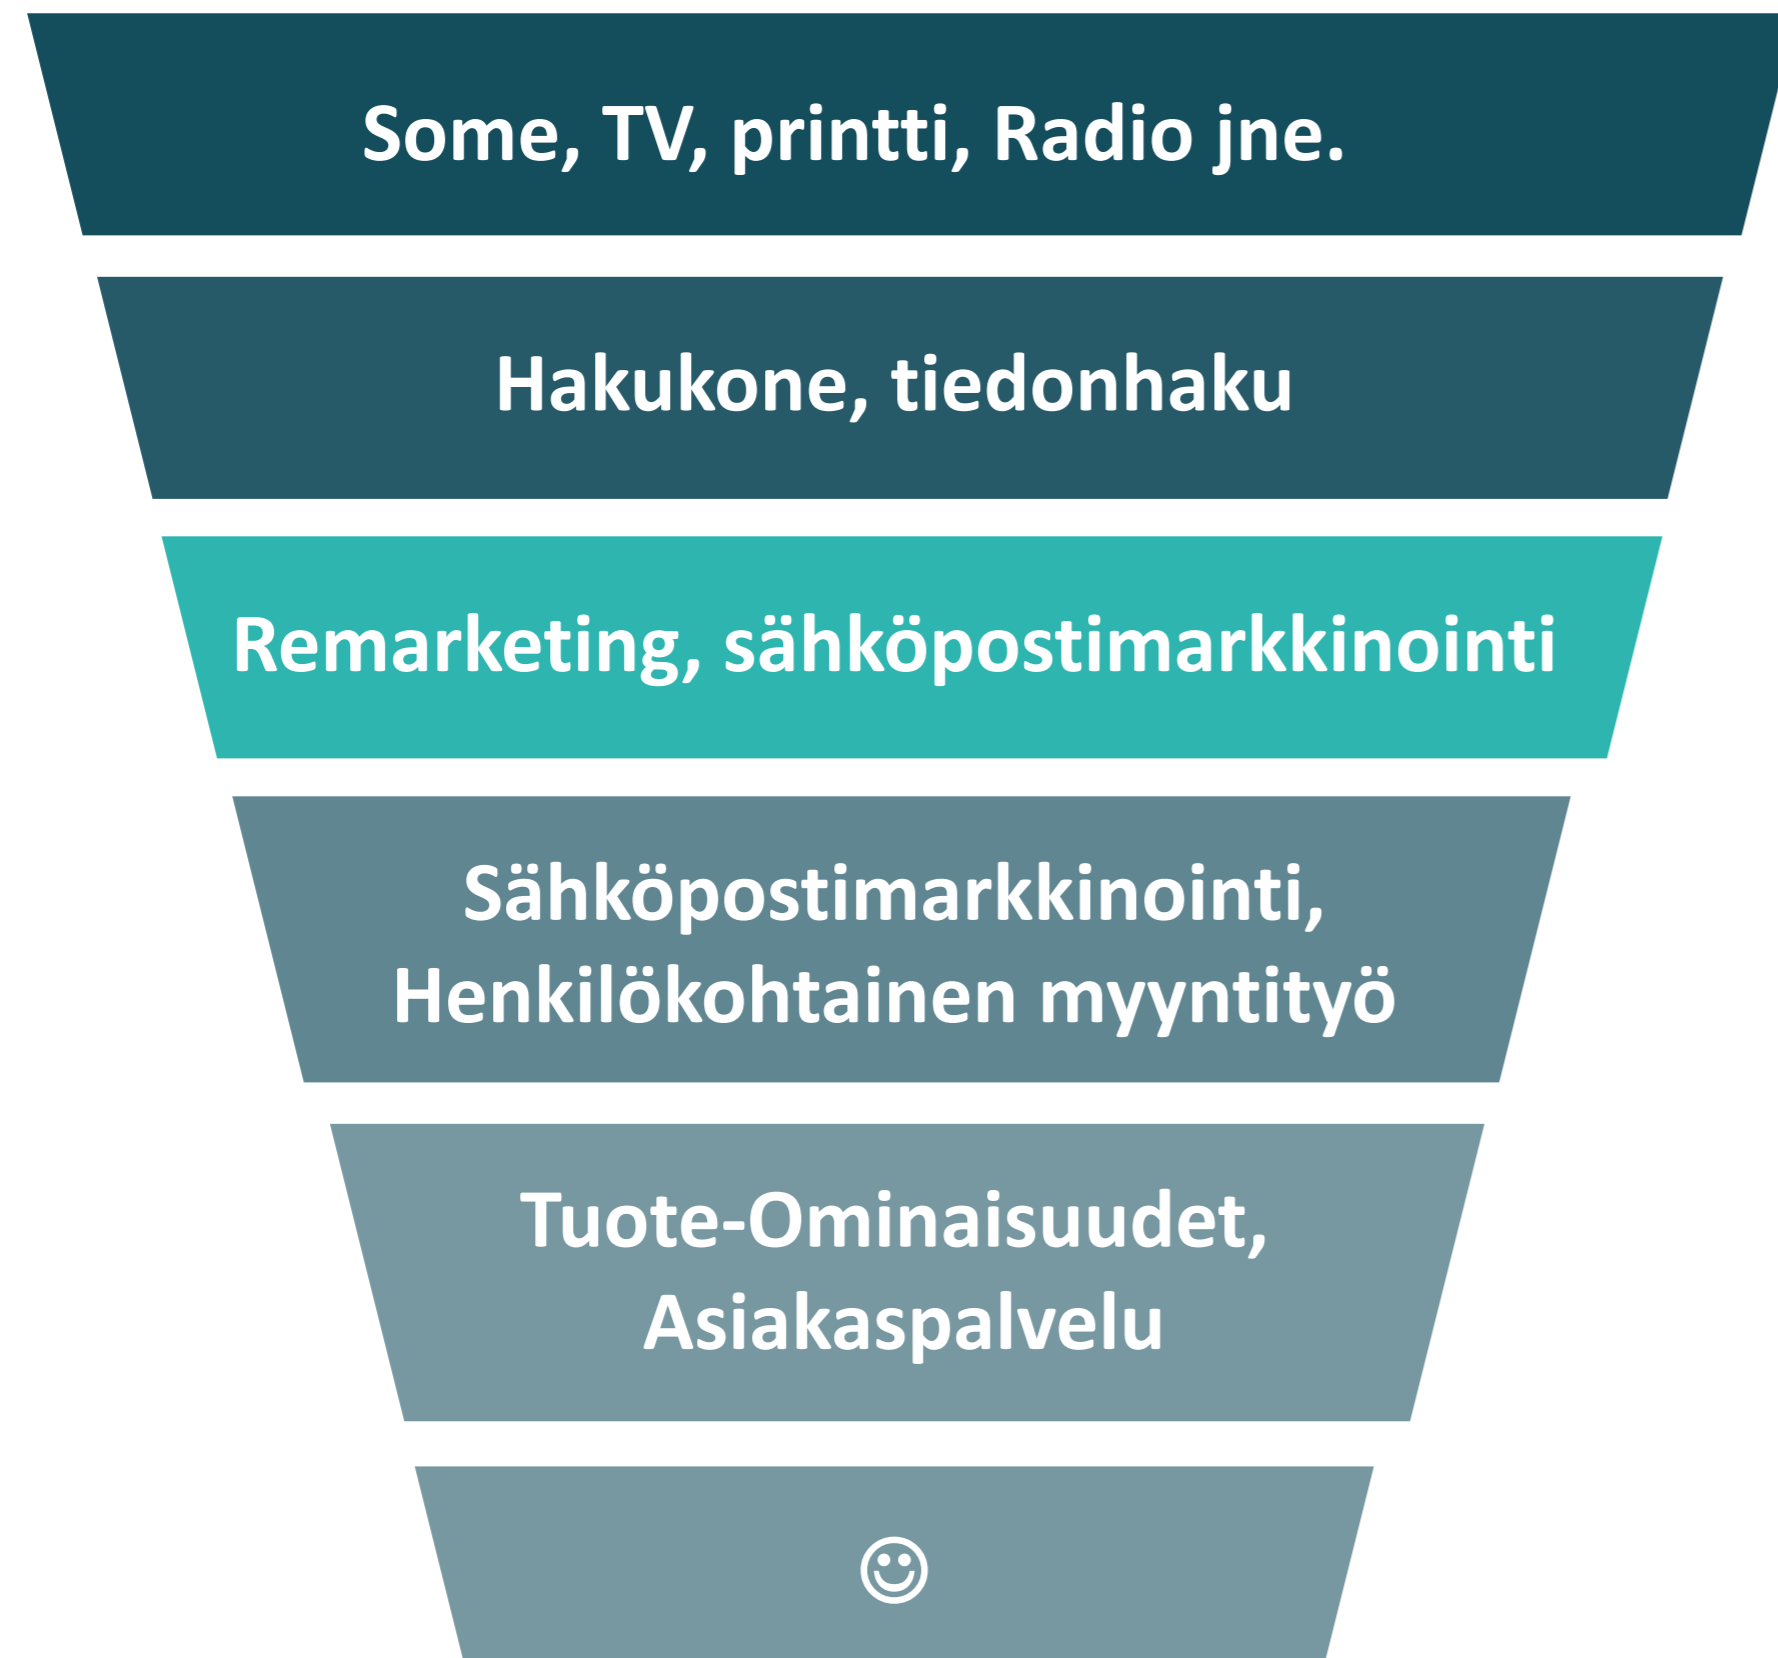 Some, TV, printti, Radio jne.
Hakukone, tiedonhaku
Remarketing, sähköpostimarkkinointi
Sähköpostimarkkinointi,
Henkilökohtainen myyntityö
Tuote-Ominaisuudet,
Asiakaspalvelu
☺